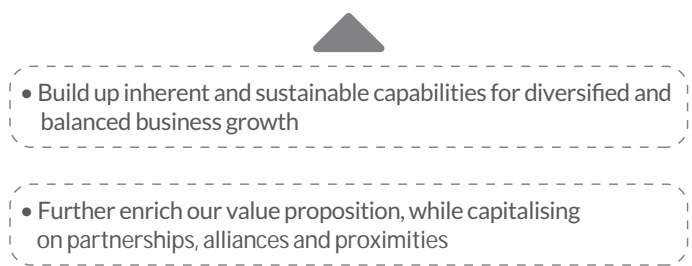 • Build up inherent and sustainable capabilities for diversified and
balanced business growth
• Further enrich our value proposition, while capitalising
on partnerships, alliances and proximities